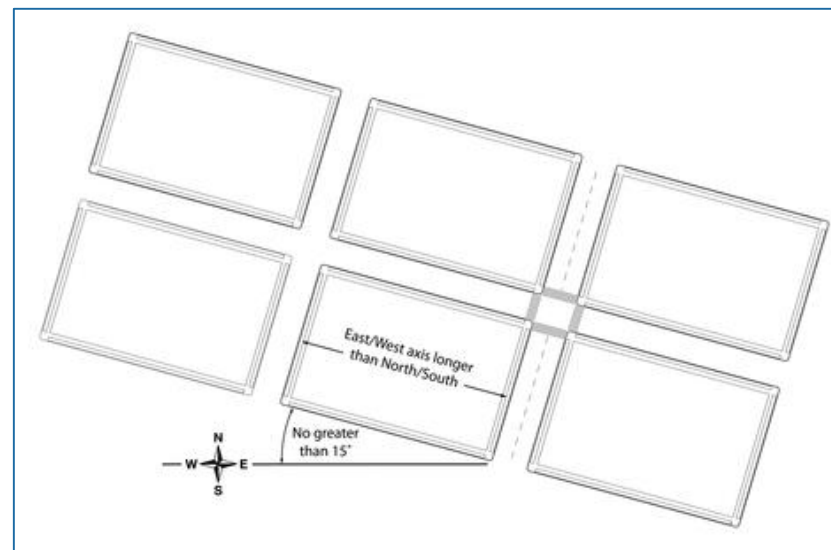 East/West axis longer
than North/South
No greater
than 15°
N
W E
S